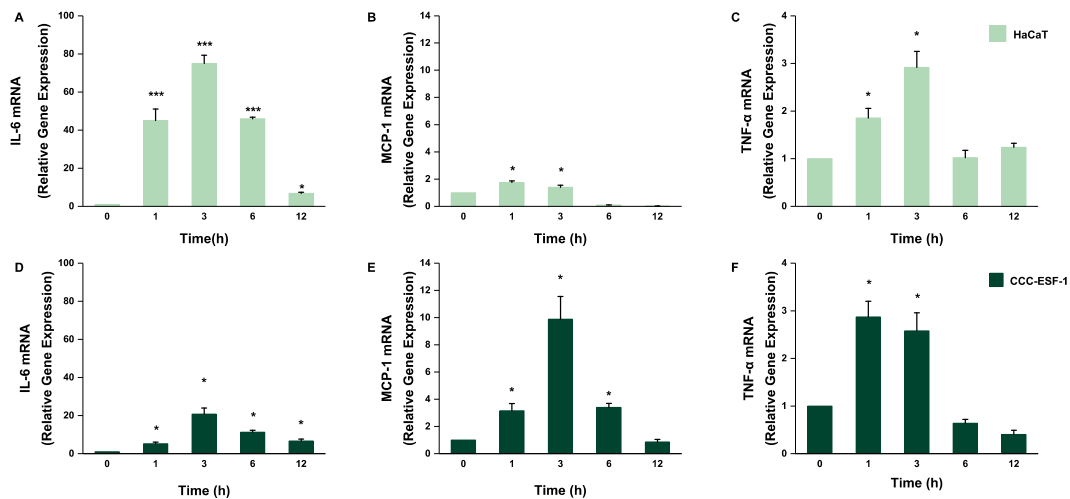 A
IL-6 mRNA
(Relative Gene Expression)
100
80
60
40
20
0
***
***
***
*
0 1 3 6 12
Time(h)
B
MCP-1 mRNA
(Relative Gene Expression)
14
12
10
8
6
4
2
0
*
*
0 1 3 6 12
Time (h)
C
TNF-α mRNA
(Relative Gene Expression)
4
3
2
1
0
*
*
0 1 3 6 12
Time (h)
HaCaT
D
IL-6 mRNA
(Relative Gene Expression)
100
80
60
40
20
0
*
*
*
*
0 1 3 6 12
Time (h)
E
MCP-1 mRNA
(Relative Gene Expression)
14
12
10
8
6
4
2
0
*
*
*
0 1 3 6 12
Time (h)
F
TNF-α mRNA
(Relative Gene Expression)
4
3
2
1
0
*
*
0 1 3 6 12
Time (h)
CCC-ESF-1